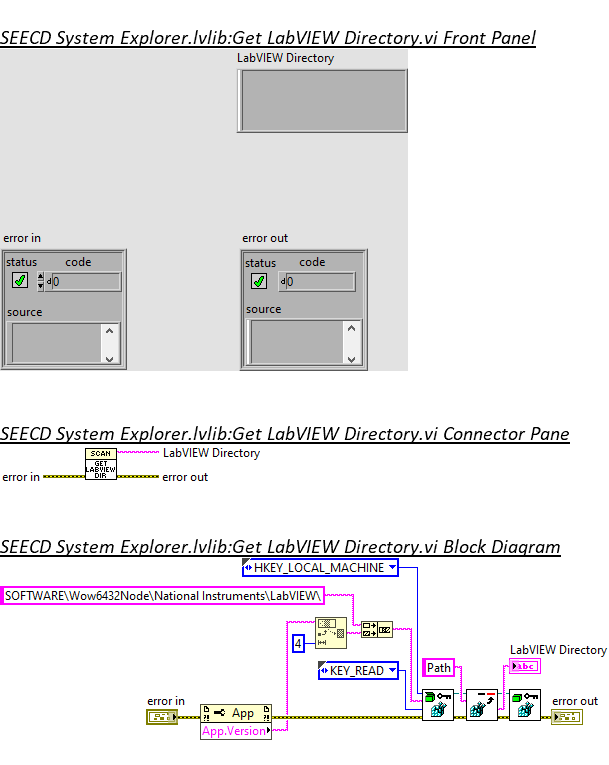 SEECD System Explorer.lvlib:Get LabVIEW Directory.vi Front Panel
LabVIEW Directory
error in
error out
status code
status code
d 0
d 0
source
source
SEECD System Explorer.lvlib:Get LabVIEW Directory.vi Connector Pane
SCAN
GET
LABVIEW
DIR
LabVIEW Directory
error in
error out
SEECD System Explorer.lvlib:Get LabVIEW Directory.vi Block Diagram
HKEY_LOCAL_MACHINE
SOFTWARE\Wow6432Node\National Instruments\LabVIEW\
4
KEY_READ
Path
LabVIEW Directory
abc
error in
App
App.Version
error out